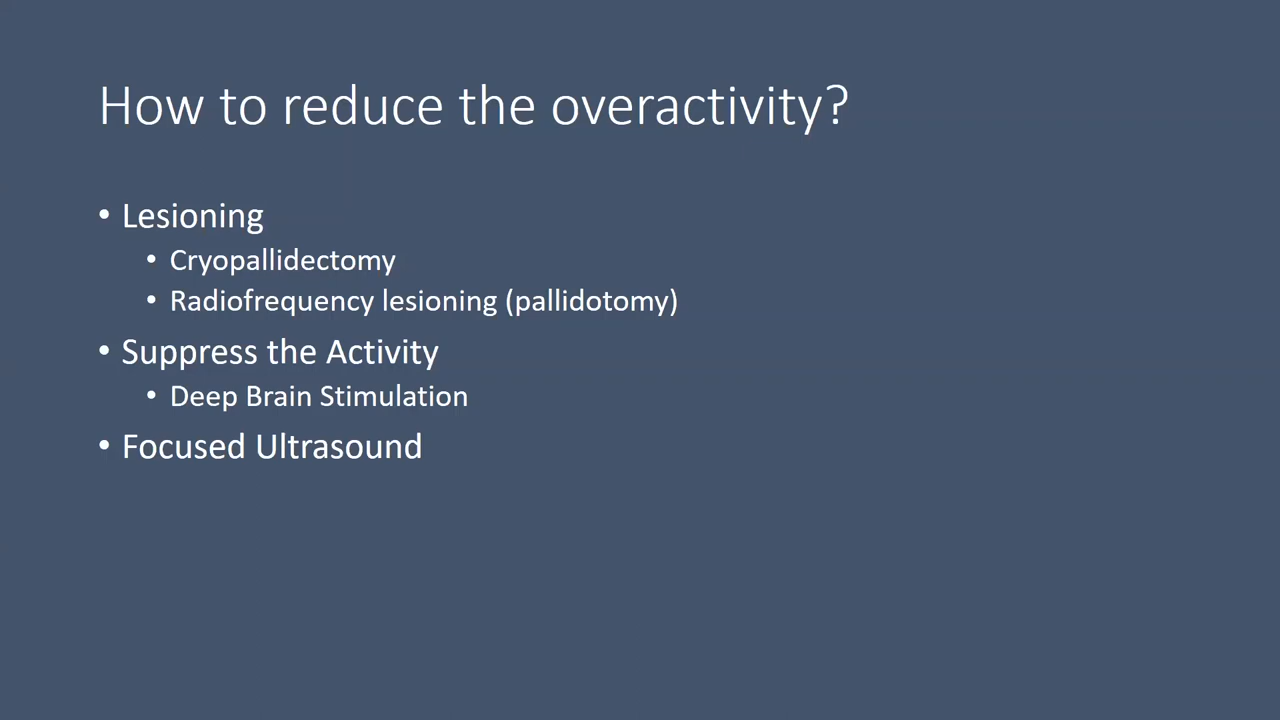 How to reduce the overactivity?
• Lesioning
• Cryopallidectomy
• Radiofrequency lesioning (pallidotomy)
• Suppress the Activity
• Deep Brain Stimulation
• Focused Ultrasound